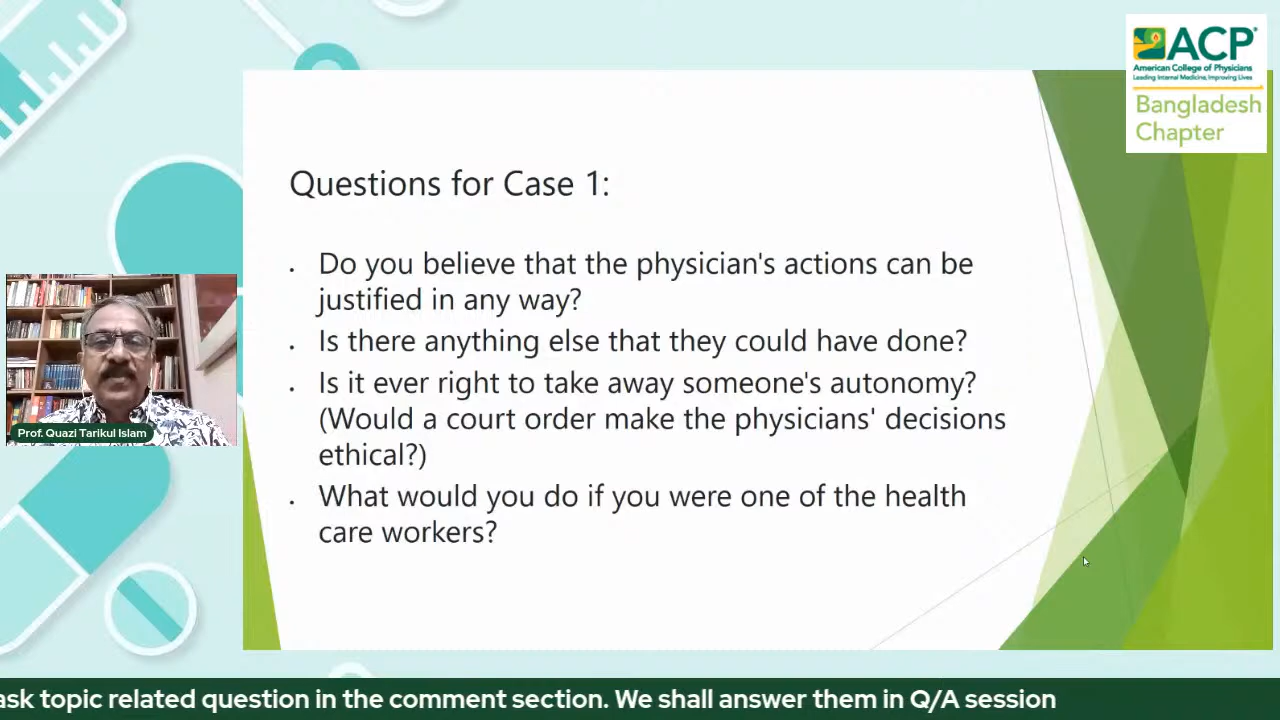 ACP®
American College of Physicians
Leading Internal Medicine, Improving Lives
Bangladesh
Chapter
Questions for Case 1:
• Do you believe that the physician's actions can be
justified in any way?
• Is there anything else that they could have done?
• Is it ever right to take away someone's autonomy?
(Would a court order make the physicians' decisions
ethical?)
• What would you do if you were one of the health
care workers?
Prof. Quazi Tarikul Islam
ask topic related question in the comment section. We shall answer them in Q/A session